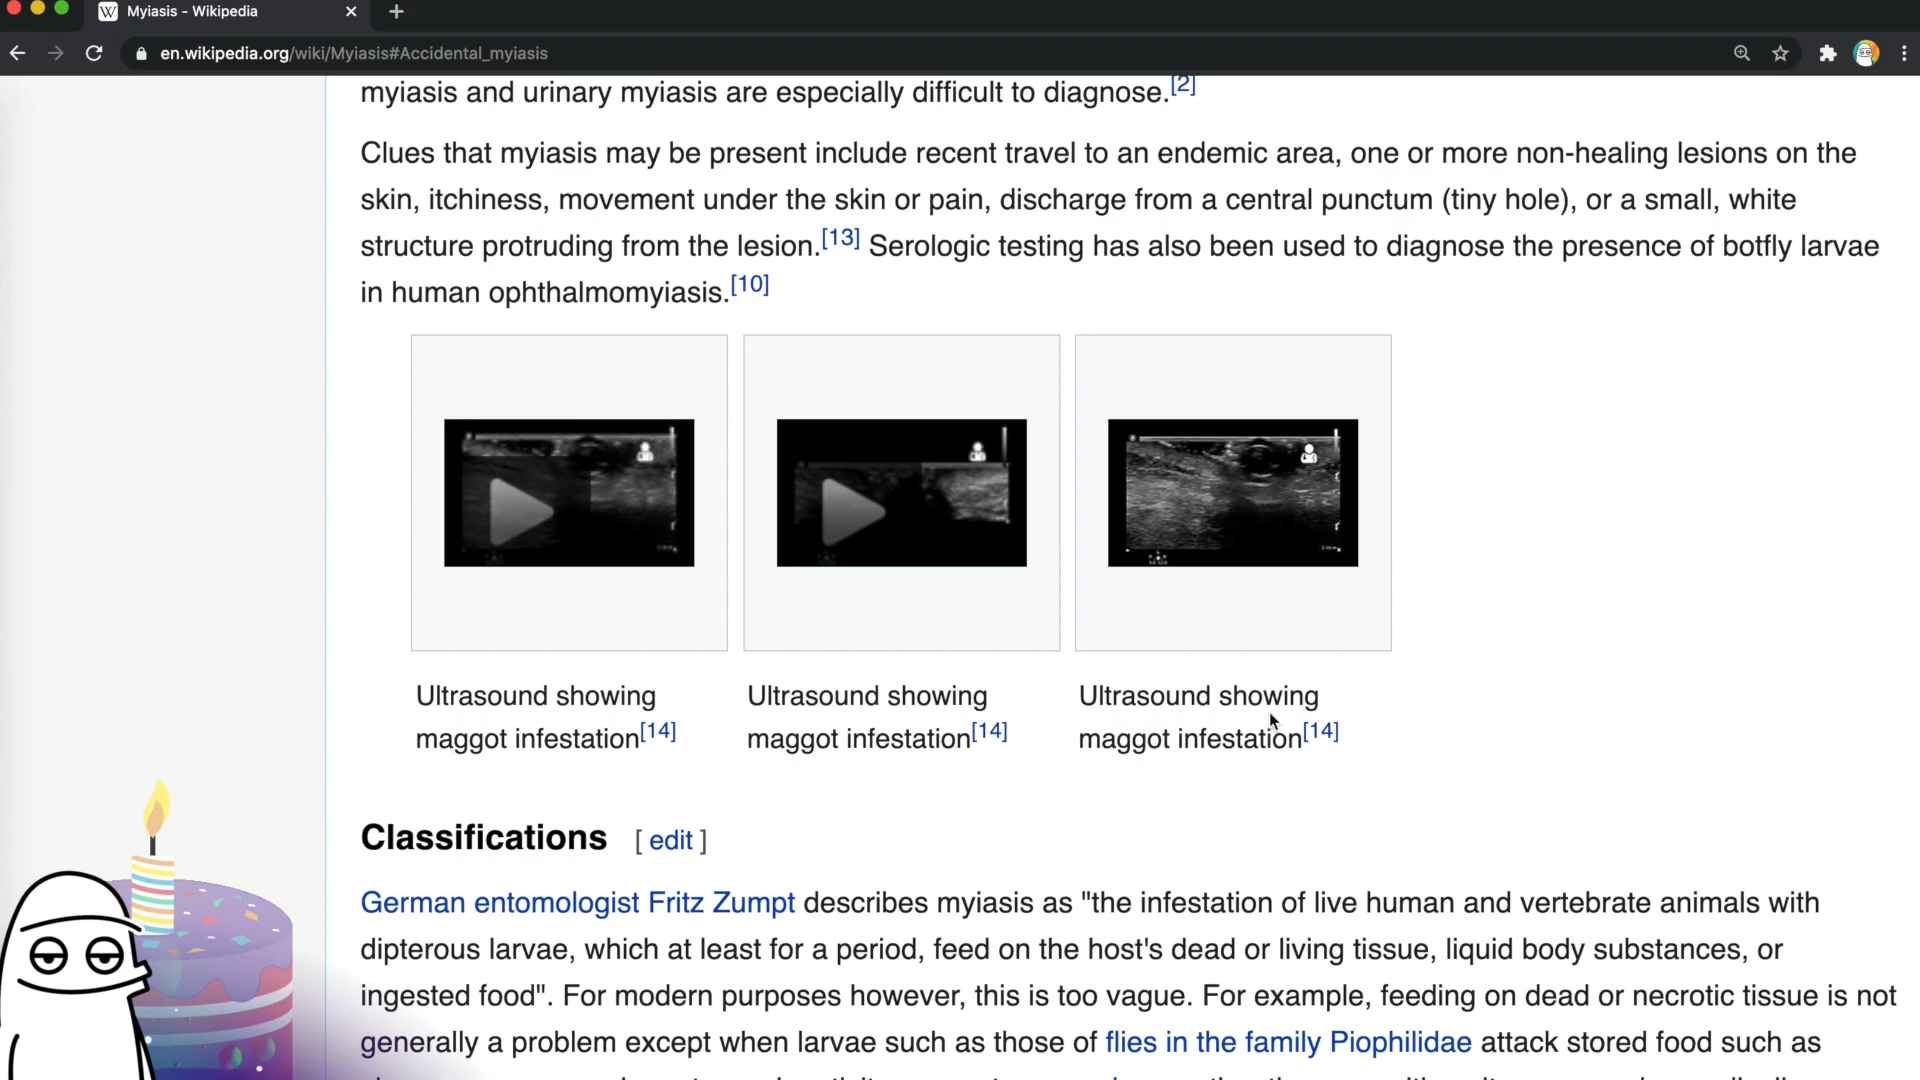 Myiasis - Wikipedia
en.wikipedia.org/wiki/Myiasis#Accidental_myiasis
myiasis and urinary myiasis are especially difficult to diagnose.[2]
Clues that myiasis may be present include recent travel to an endemic area, one or more non-healing lesions on the
skin, itchiness, movement under the skin or pain, discharge from a central punctum (tiny hole), or a small, white
structure protruding from the lesion.[13] Serologic testing has also been used to diagnose the presence of botfly larvae
in human ophthalmomyiasis.[10]
Ultrasound showing
maggot infestation[14]
Ultrasound showing
maggot infestation[14]
Ultrasound showing
maggot infestation[14]
Classifications [ edit ]
German entomologist Fritz Zumpt describes myiasis as "the infestation of live human and vertebrate animals with
dipterous larvae, which at least for a period, feed on the host's dead or living tissue, liquid body substances, or
ingested food". For modern purposes however, this is too vague. For example, feeding on dead or necrotic tissue is not
generally a problem except when larvae such as those of flies in the family Piophilidae attack stored food such as